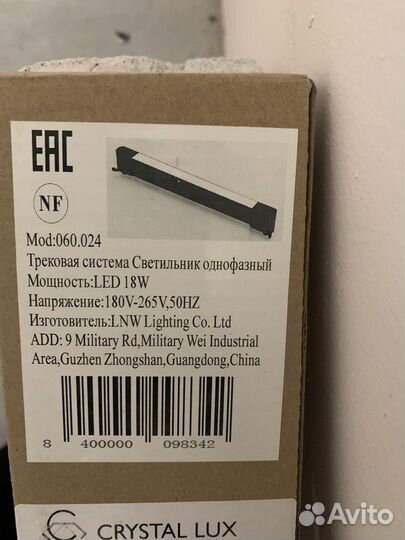 EAC
NF
Mod:060.024
Трековая система Светильник однофазный
Мощность:LED 18W
Напряжение:180V-265V,50HZ
Изготовитель:LNW Lighting Co. Ltd
ADD: 9 Military Rd,Military Wei Industrial
Area,Guzhen Zhongshan,Guangdong,China
8 400000 098342
CRYSTAL LUX
Avito